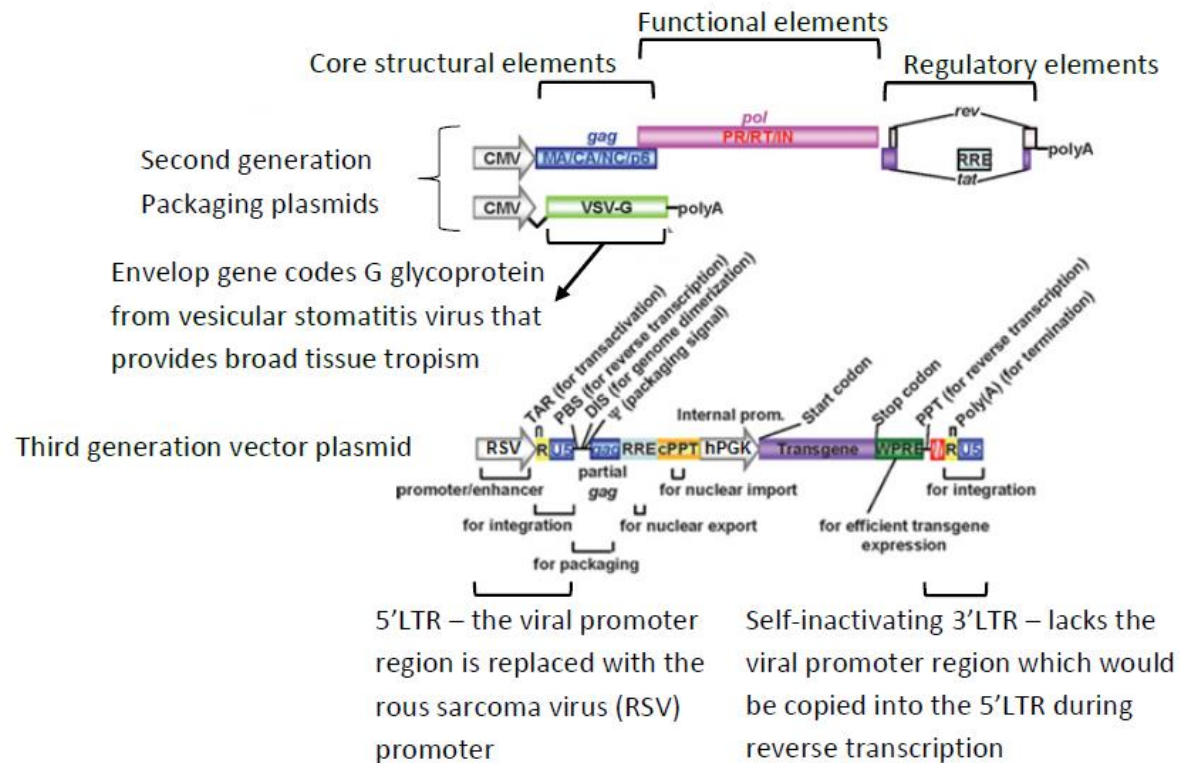 Functional elements
Core structural elements
Regulatory elements
pol
rev
gag
PR/RT/IN
CMV
MA/CA/NC/p6
RRE
polyA
tat
Second generation
Packaging plasmids
CMV
VSV-G
polyA
Envelop gene codes G glycoprotein
from vesicular stomatitis virus that
provides broad tissue tropism
TAR (for transactivation)
PBS (for reverse transcription)
DIS (for genome dimerization)
Ψ (packaging signal)
Internal prom.
Start codon
Stop codon
PPT (for reverse transcription)
Poly(A) (for termination)
Third generation vector plasmid
RSV
R
U5
gag
RRE
cPPT
hPGK
Transgene
WPRE
R
U5
promoter/enhancer
partial
gag
for nuclear import
for integration
for integration
for nuclear export
for efficient transgene
expression
for packaging
5’LTR – the viral promoter
region is replaced with the
rous sarcoma virus (RSV)
promoter
Self-inactivating 3’LTR – lacks the
viral promoter region which would
be copied into the 5’LTR during
reverse transcription